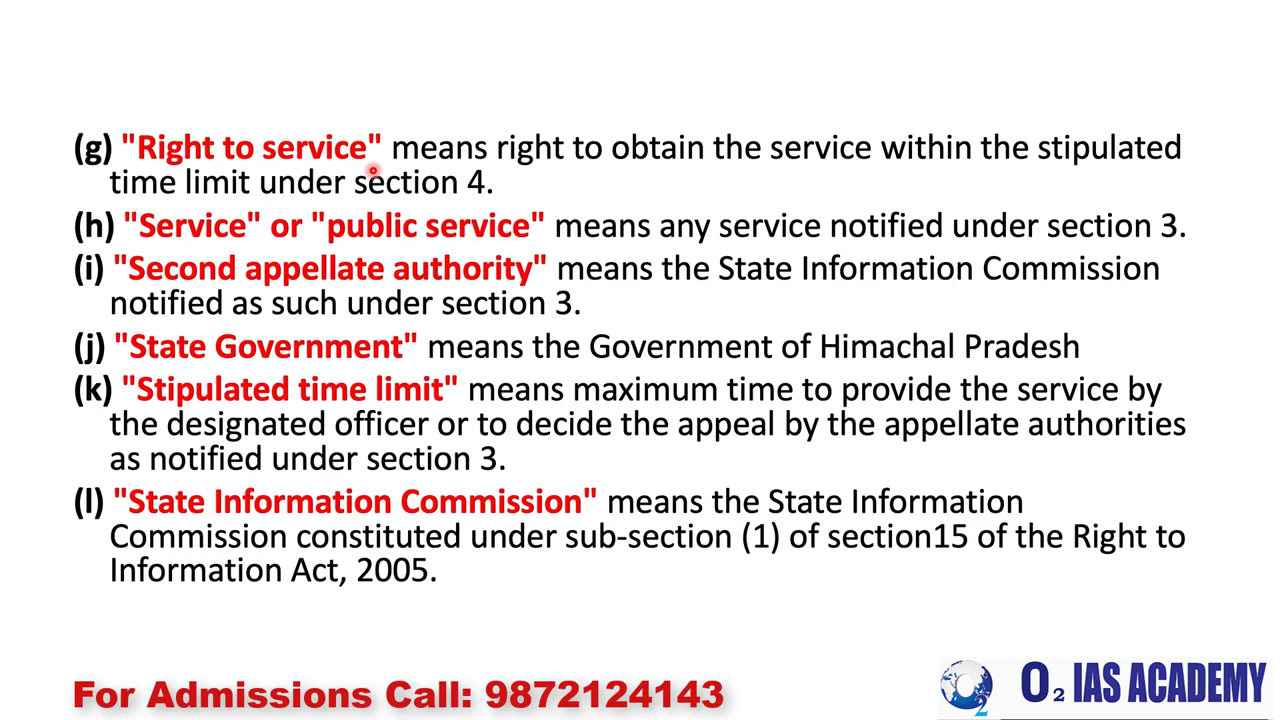 (g) "Right to service" means right to obtain the service within the stipulated
time limit under section 4.
(h) "Service" or "public service" means any service notified under section 3.
(i) "Second appellate authority" means the State Information Commission
notified as such under section 3.
(j) "State Government" means the Government of Himachal Pradesh
(k) "Stipulated time limit" means maximum time to provide the service by
the designated officer or to decide the appeal by the appellate authorities
as notified under section 3.
(l) "State Information Commission" means the State Information
Commission constituted under sub-section (1) of section15 of the Right to
Information Act, 2005.
For Admissions Call: 9872124143
O2 IAS ACADEMY
2